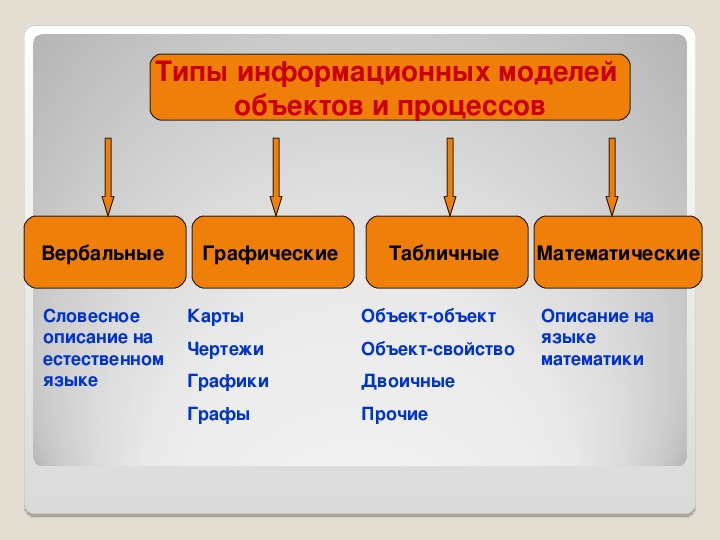 Типы информационных моделей
объектов и процессов
Вербальные
Графические
Табличные
Математические
Словесное
описание на
естественном
языке
Карты
Чертежи
Графики
Графы
Объект-объект
Объект-свойство
Двоичные
Прочие
Описание на
языке
математики